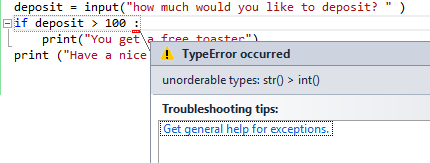 deposit = input("how much would you like to deposit? " )
if deposit > 100 :
print("You get a free toaster")
print ("Have a nice
TypeError occurred
unorderable types: str() > int()
Troubleshooting tips:
Get general help for exceptions.